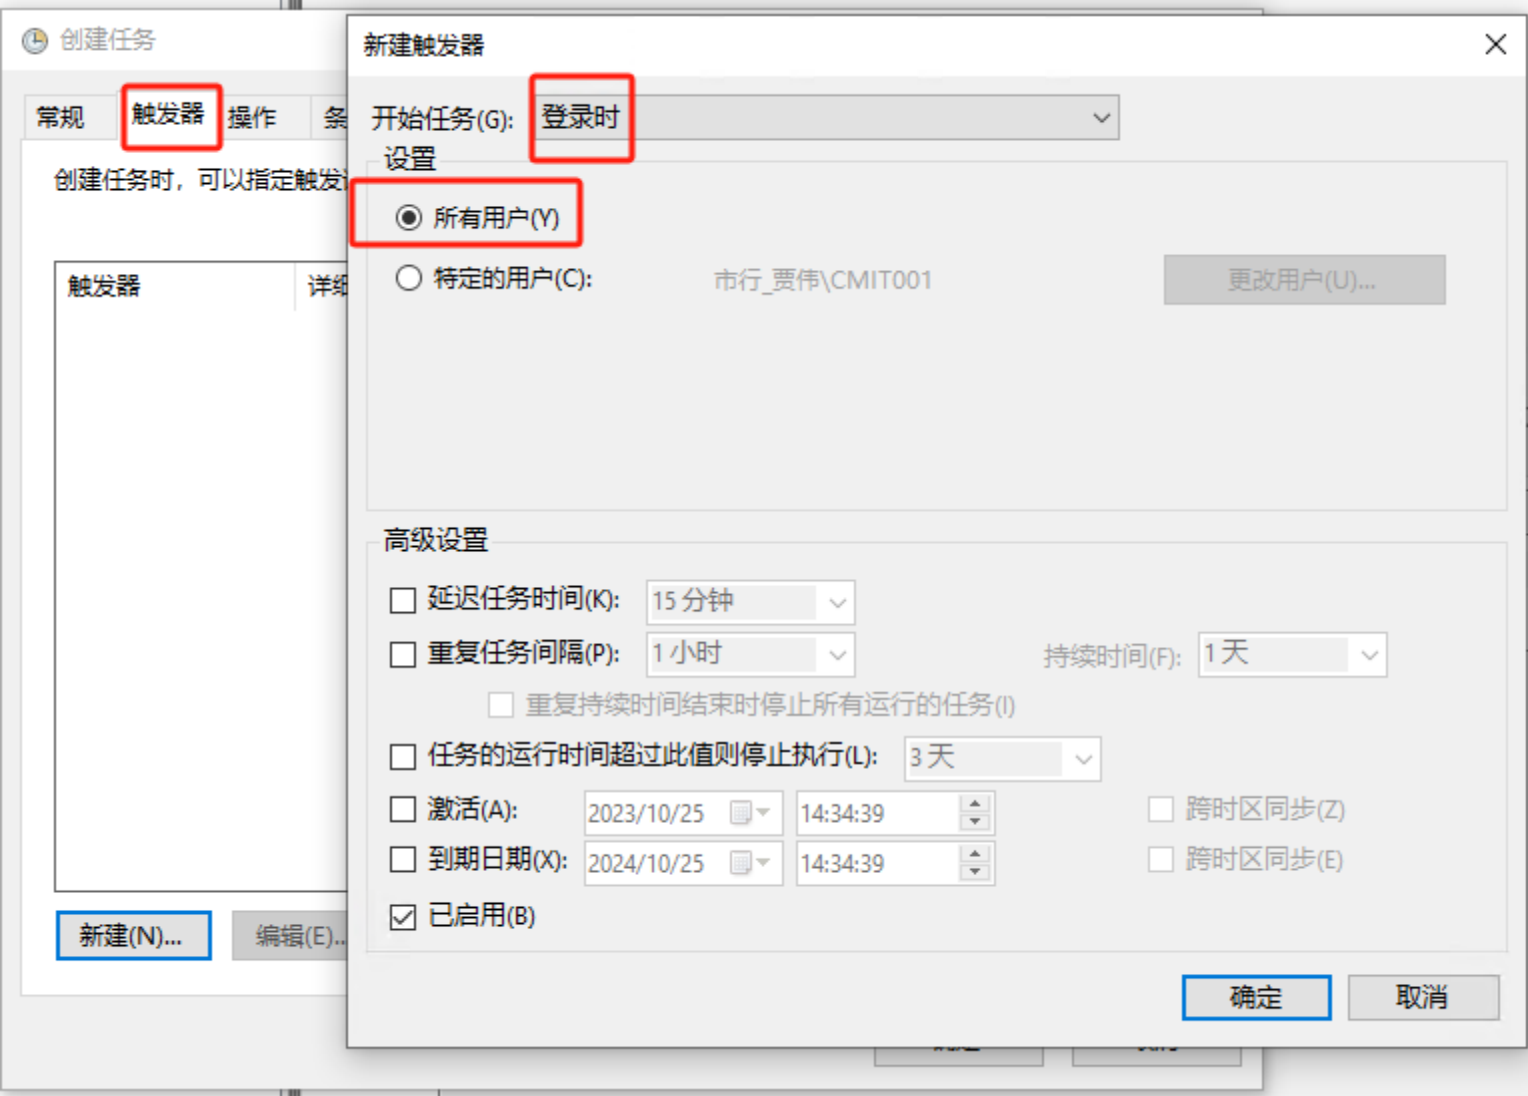 创建任务
新建触发器
常规
触发器
操作
条
开始任务(G):
登录时
创建任务时，可以指定触发
设置
所有用户(Y)
特定的用户(C):
市行_贾伟\CMIT001
更改用户(U)...
触发器
详细
高级设置
延迟任务时间(K):
15 分钟
重复任务间隔(P):
1 小时
持续时间(F):
1 天
重复持续时间结束时停止所有运行的任务(I)
任务的运行时间超过此值则停止执行(L):
3 天
激活(A):
2023/10/25
14:34:39
跨时区同步(Z)
到期日期(X):
2024/10/25
14:34:39
跨时区同步(E)
已启用(B)
新建(N)...
编辑(E)..
确定
取消